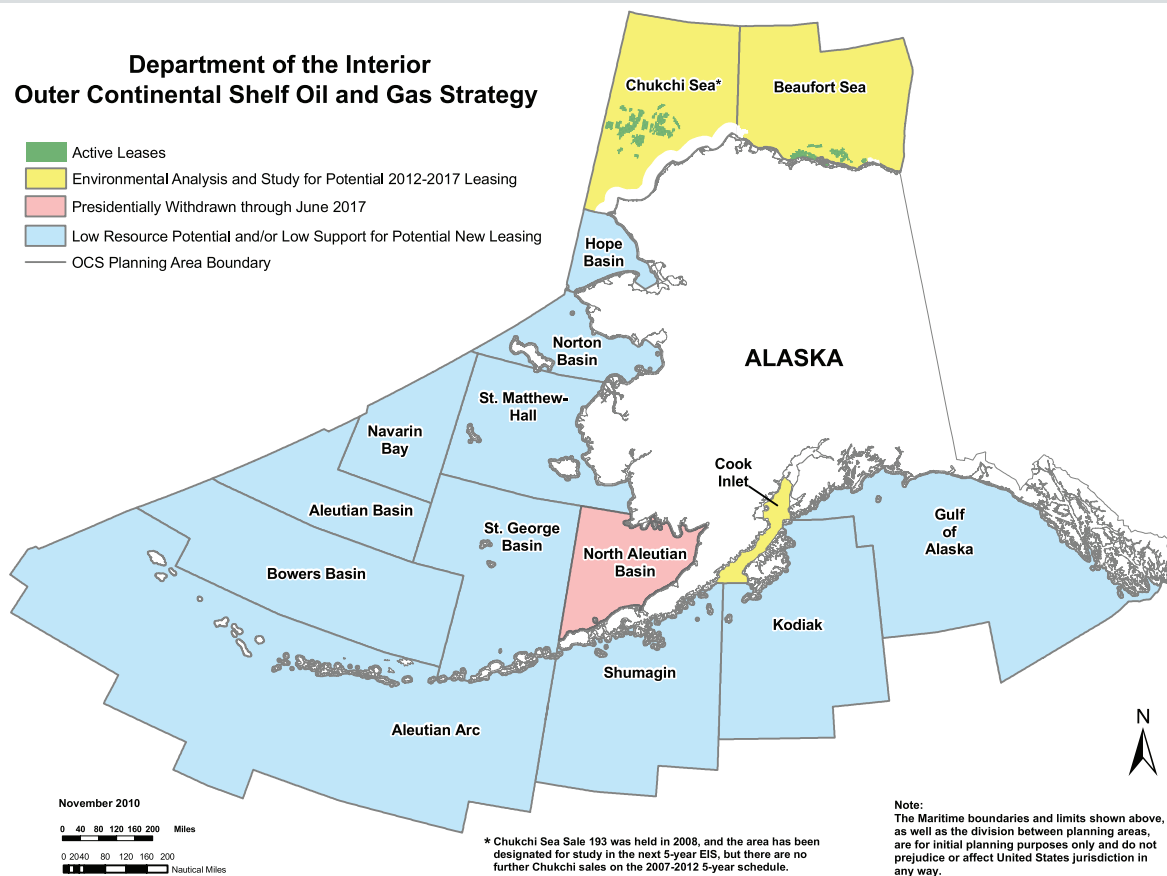 Department of the Interior
Outer Continental Shelf Oil and Gas Strategy
Active Leases
Environmental Analysis and Study for Potential 2012-2017 Leasing
Presidentially Withdrawn through June 2017
Low Resource Potential and/or Low Support for Potential New Leasing
OCS Planning Area Boundary
Chukchi Sea*
Beaufort Sea
Hope
Basin
Norton
Basin
ALASKA
St. Matthew-
Hall
Navarin
Bay
Cook
Inlet
Aleutian Basin
St. George
Basin
North Aleutian
Basin
Gulf
of
Alaska
Bowers Basin
Kodiak
Shumagin
Aleutian Arc
N
November 2010
0 40 80 120 160 200 Miles
0 20 40 80 120 160 200
Nautical Miles
* Chukchi Sea Sale 193 was held in 2008, and the area has been
designated for study in the next 5-year EIS, but there are no
further Chukchi sales on the 2007-2012 5-year schedule.
Note:
The Maritime boundaries and limits shown above,
as well as the division between planning areas,
are for initial planning purposes only and do not
prejudice or affect United States jurisdiction in
any way.